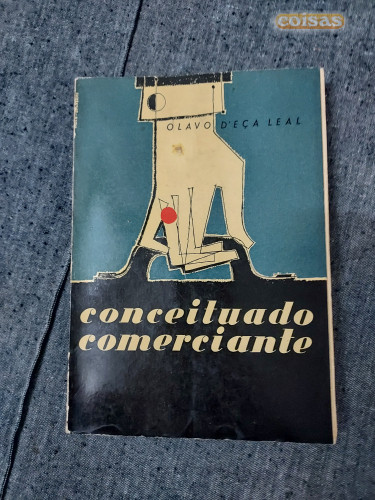 coisas
OLAVO D'EÇA LEAL
conceituado
comerciante